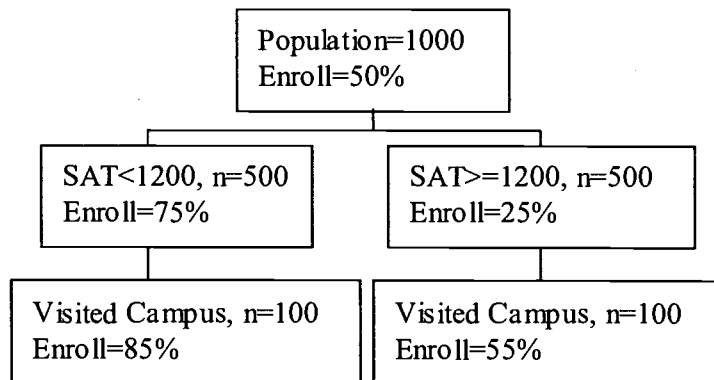 Population=1000
Enroll=50%
SAT<1200, n=500
Enroll=75%
SAT>=1200, n=500
Enroll=25%
Visited Campus, n=100
Enroll=85%
Visited Campus, n=100
Enroll=55%